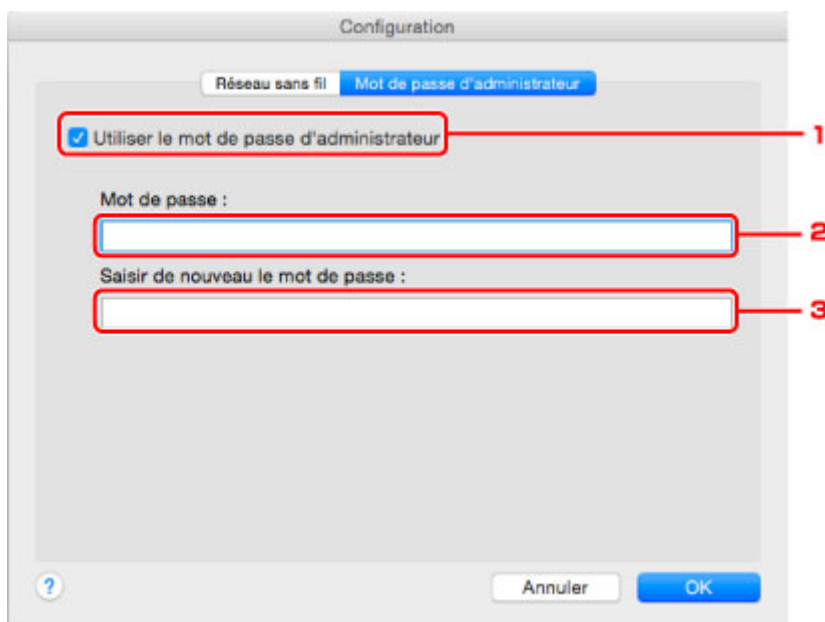 Configuration
Réseau sans fil Mot de passe d'administrateur
Utiliser le mot de passe d'administrateur 1
Mot de passe :
2
Saisir de nouveau le mot de passe :
3
? Annuler OK